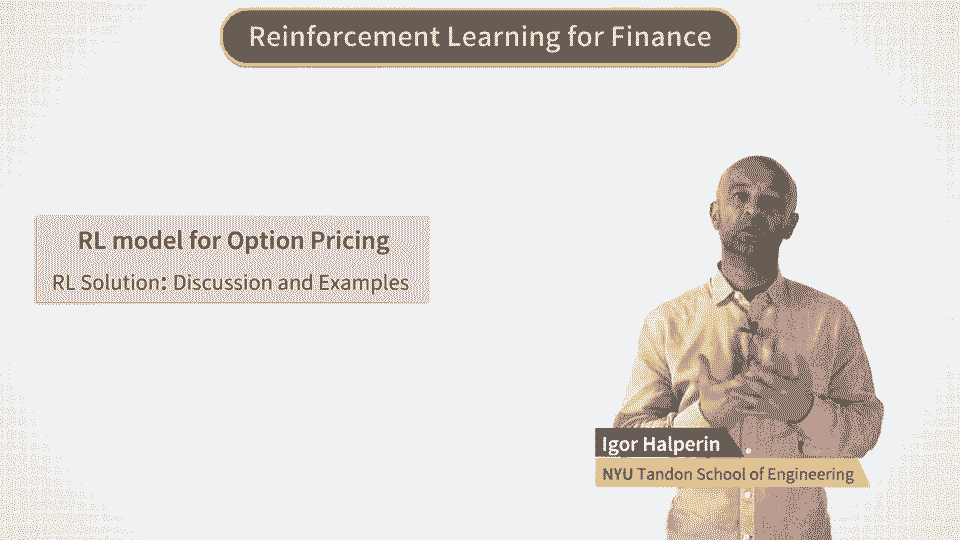 Reinforcement Learning for Finance
RL model for Option Pricing
RL Solution: Discussion and Examples
Igor Halperin
NYU Tandon School of Engineering